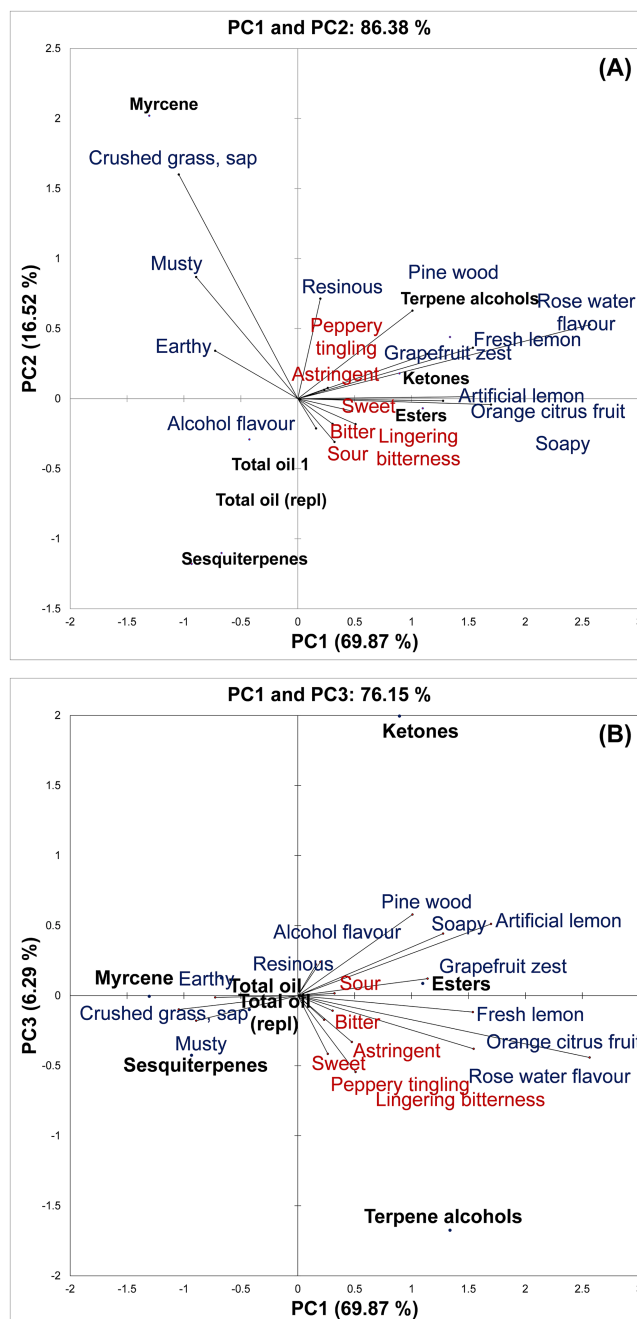 PC1 and PC2: 86.38 %
(A)
2.5
2
1.5
1
0.5
0
-0.5
-1
-1.5
PC2 (16.52 %)
Myrcene
Crushed grass, sap
Musty
Earthy
Resinous
Pine wood
Terpene alcohols
Rose water
flavour
Peppery
tingling
Fresh lemon
Grapefruit zest
Astringent
Ketones
Artificial lemon
Sweet
Esters
Orange citrus fruit
Alcohol flavour
Bitter
Lingering
bitterness
Sour
Soapy
Total oil 1
Total oil (repl)
Sesquiterpenes
-2 -1.5 -1 -0.5 0 0.5 1 1.5 2 2.5 3
PC1 (69.87 %)
PC1 and PC3: 76.15 %
(B)
2
1.5
1
0.5
0
-0.5
-1
-1.5
-2
PC3 (6.29 %)
Ketones
Pine wood
Soapy
Artificial lemon
Alcohol flavour
Resinous
Grapefruit zest
Myrcene
Earthy
Total oil
Sour
Esters
Crushed grass, sap
Total oil
(repl)
Bitter
Fresh lemon
Musty
Orange citrus fruit
Sesquiterpenes
Astringent
Sweet
Rose water flavour
Peppery tingling
Lingering bitterness
Terpene alcohols
-2 -1.5 -1 -0.5 0 0.5 1 1.5 2 2.5 3
PC1 (69.87 %)